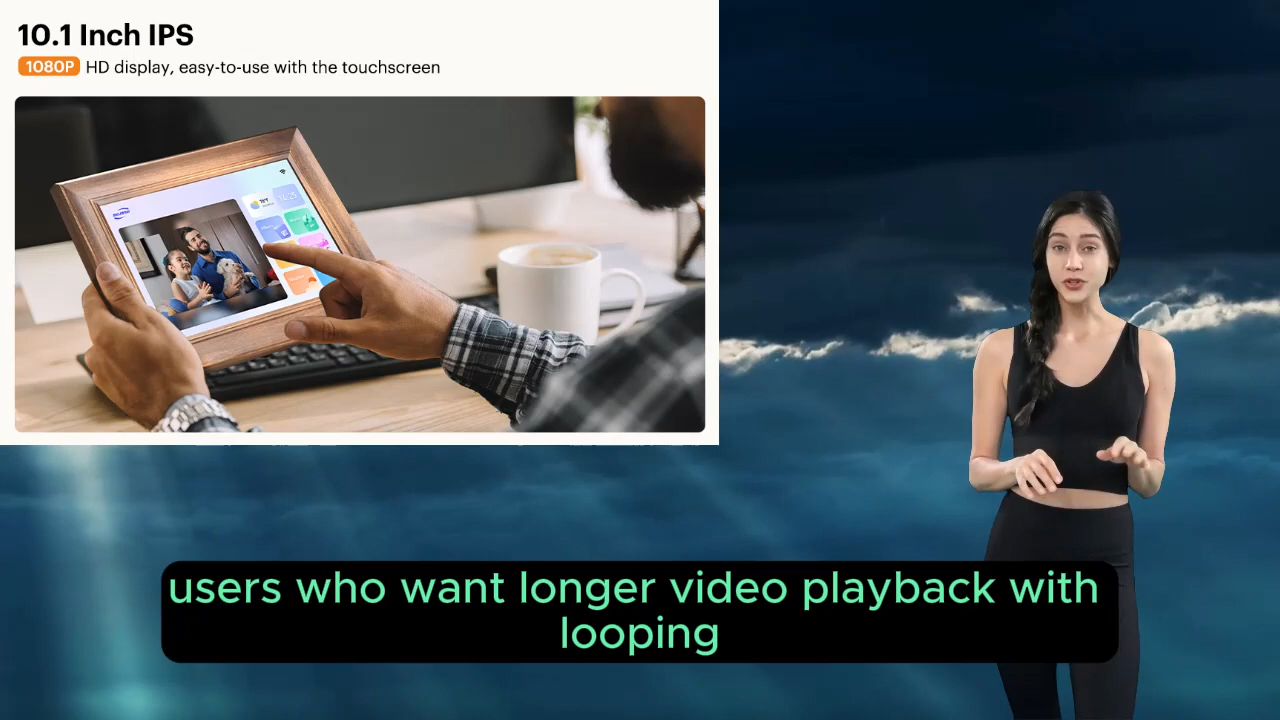 10.1 Inch IPS
1080P HD display, easy-to-use with the touchscreen
users who want longer video playback with
looping